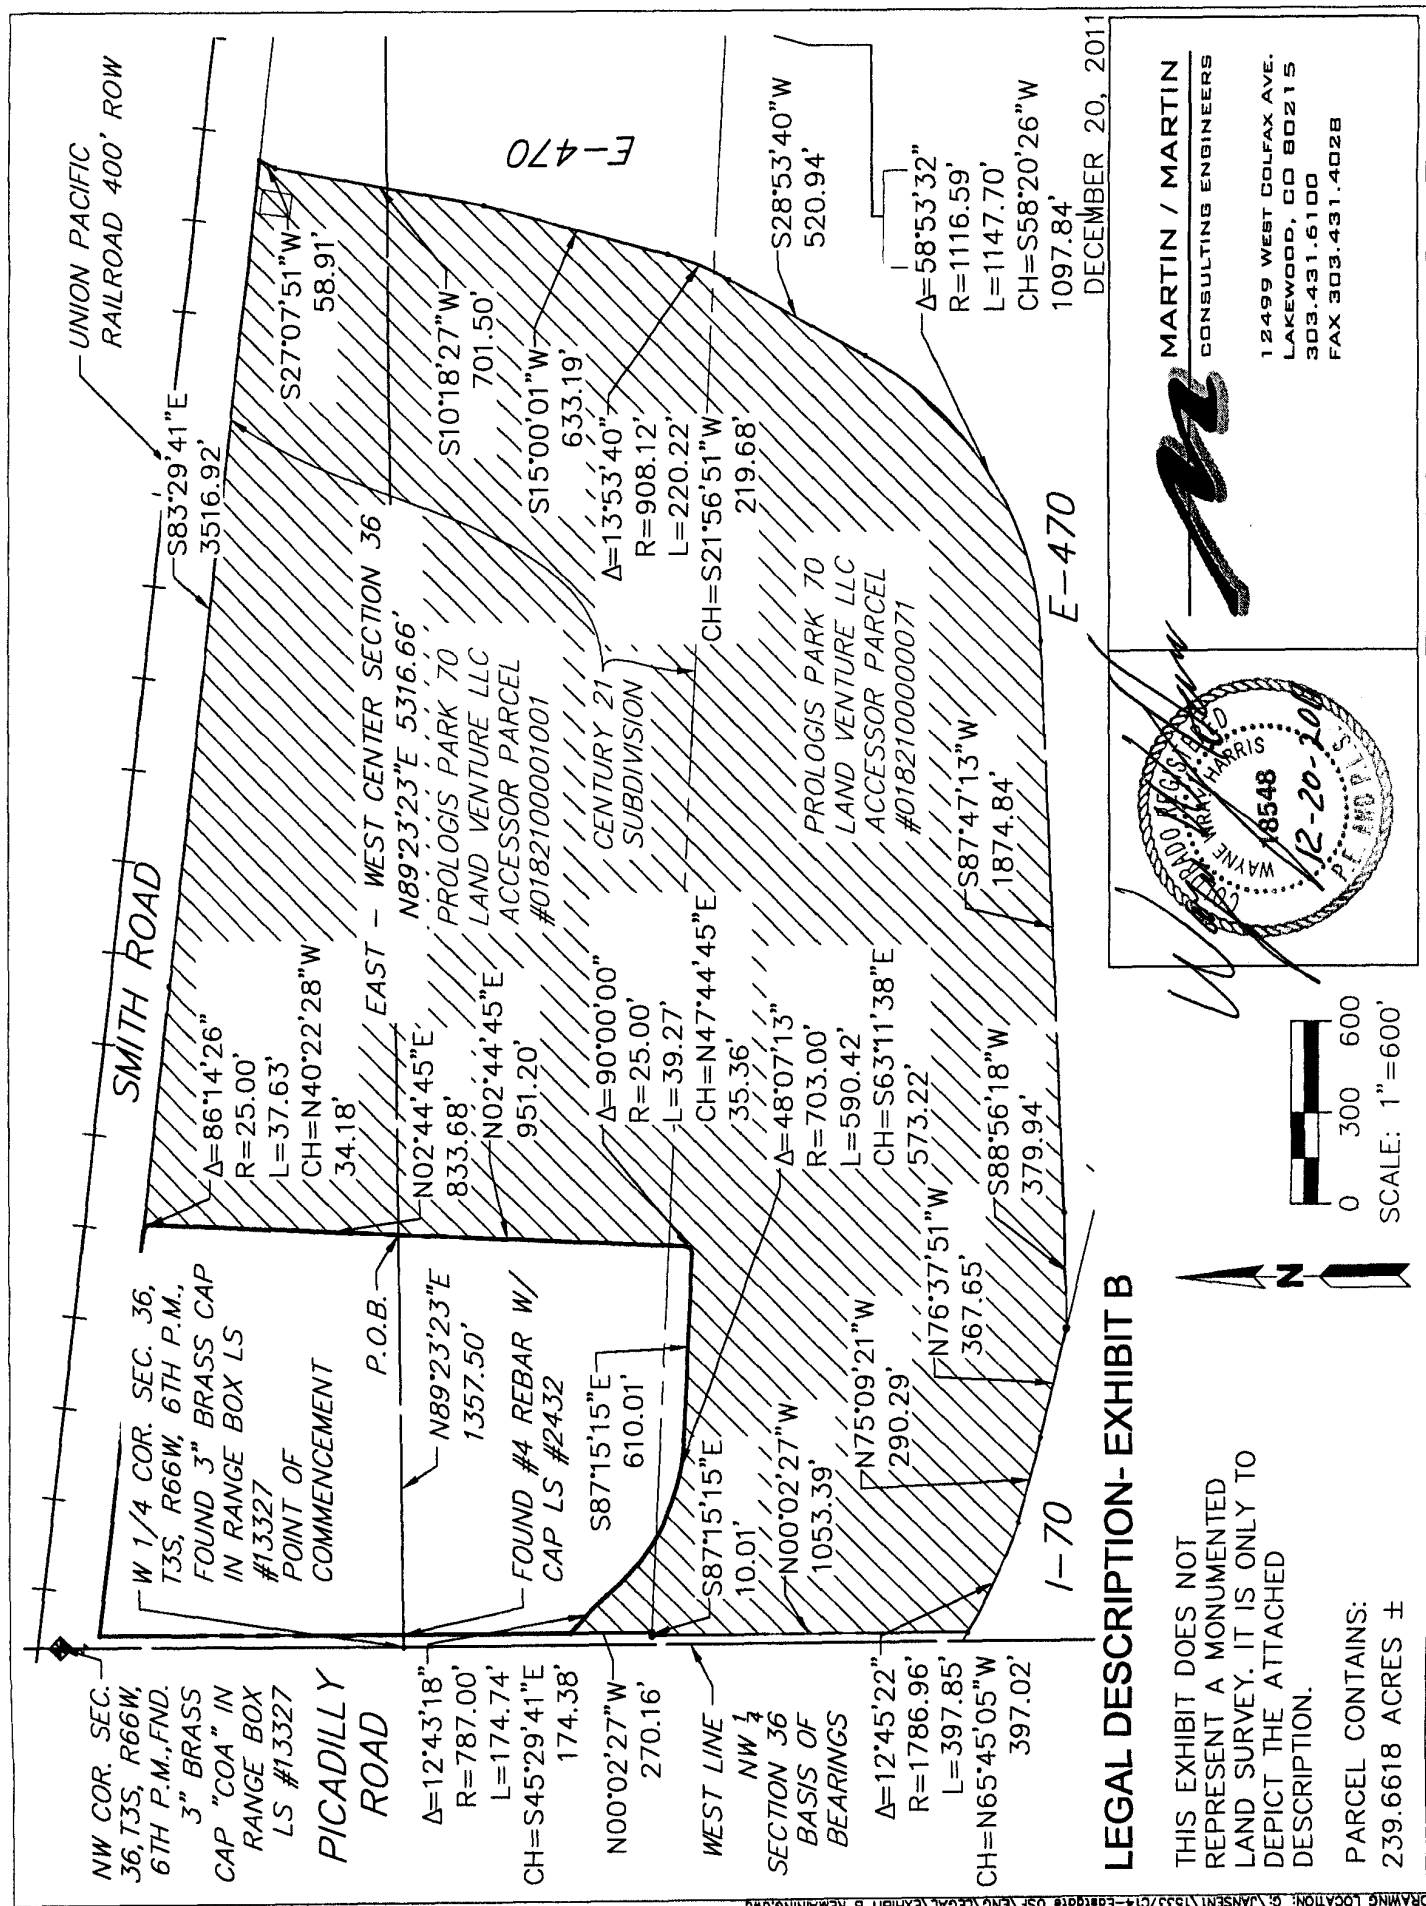 NW COR. SEC.
36,T3S, R66W,
6TH P.M.,FND.
3" BRASS
CAP "COA" IN
RANGE BOX
LS #13327
PICADILLY
ROAD
Δ=12°43'18"
R=787.00'
L=174.74'
CH=S45°29'41"E
174.38'
N00°02'27"W
270.16'
WEST LINE
NW 1/4
SECTION 36
BASIS OF
BEARINGS
Δ=12°45'22"
R=1786.96'
L=397.85'
CH=N65°45'05"W
397.02'
W 1/4 COR. SEC. 36,
T3S, R66W, 6TH P.M.,
FOUND 3" BRASS CAP
IN RANGE BOX LS
#13327
POINT OF
COMMENCEMENT
P.O.B.
N89°23'23"E
1357.50'
FOUND #4 REBAR W/
CAP LS #2432
S87°15'15"E
610.01'
S87°15'15"E
10.01'
N00°02'27"W
1053.39'
N75°09'21"W
290.29'
N76°37'51"W
367.65'
I-70
SMITH ROAD
Δ=86°14'26"
R=25.00'
L=37.63'
CH=N40°22'28"W
34.18'
EAST - WEST CENTER SECTION 36
N89°23'23"E 5316.66'
N02°44'45"E
833.68'
N02°44'45"E
951.20'
Δ=90°00'00"
R=25.00'
L=39.27'
CH=N47°44'45"E
35.36'
Δ=48°07'13"
R=703.00'
L=590.42'
CH=S63°11'38"E
573.22'
S88°56'18"W
379.94'
PROLOGIS PARK 70
LAND VENTURE LLC
ACCESSOR PARCEL
#0182100001001
CENTURY 21
SUBDIVISION
PROLOGIS PARK 70
LAND VENTURE LLC
ACCESSOR PARCEL
#0182100000071
S87°47'13"W
1874.84'
UNION PACIFIC
RAILROAD 400' ROW
S83°29'41"E
3516.92'
S27°07'51"W
58.91'
S10°18'27"W
701.50'
S15°00'01"W
633.19'
Δ=13°53'40"
R=908.12'
L=220.22'
CH=S21°56'51"W
219.68'
E-470
S28°53'40"W
520.94'
Δ=58°53'32"
R=1116.59'
L=1147.70'
CH=S58°20'26"W
1097.84'
E-470
DECEMBER 20, 2011
LEGAL DESCRIPTION- EXHIBIT B
THIS EXHIBIT DOES NOT
REPRESENT A MONUMENTED
LAND SURVEY. IT IS ONLY TO
DEPICT THE ATTACHED
DESCRIPTION.
PARCEL CONTAINS:
239.6618 ACRES ±
N
0 300 600
SCALE: 1"=600'
COLORADO REGISTERED
WAYNE WRAY HARRIS
18548
12-20-2011
P.E. AND P.L.S.
MARTIN / MARTIN
CONSULTING ENGINEERS
12499 WEST COLFAX AVE.
LAKEWOOD, CO 80215
303.431.6100
FAX 303.431.4028